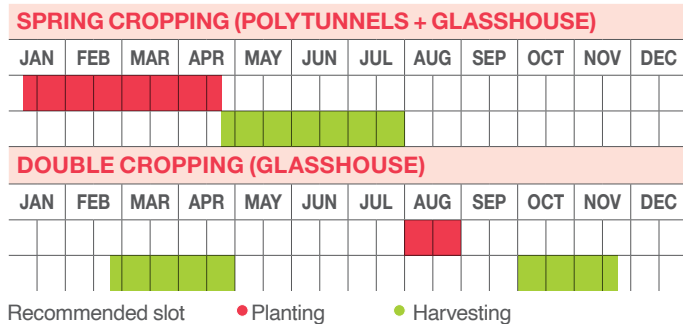 SPRING CROPPING (POLYTUNNELS + GLASSHOUSE)
JAN FEB MAR APR MAY JUN JUL AUG SEP OCT NOV DEC
DOUBLE CROPPING (GLASSHOUSE)
JAN FEB MAR APR MAY JUN JUL AUG SEP OCT NOV DEC
Recommended slot Planting Harvesting